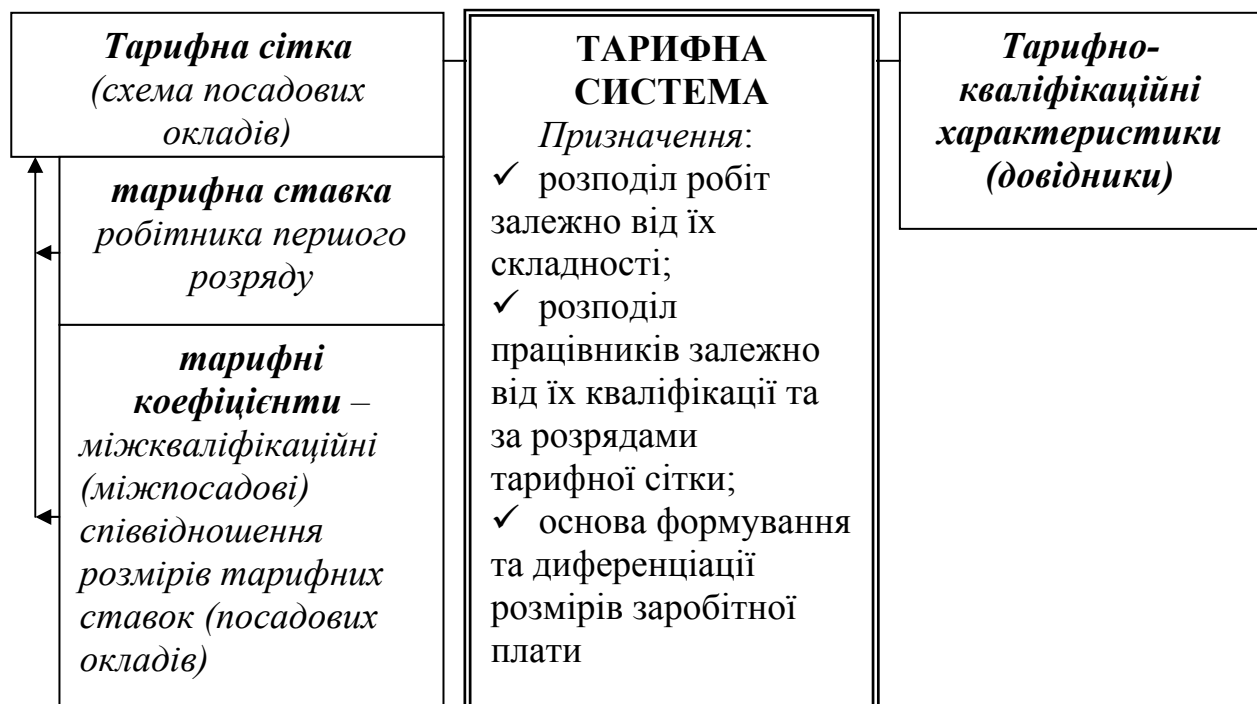 Тарифна сітка
(схема посадових
окладів)
тарифна ставка
робітника першого
розряду
тарифні
коефіцієнти –
міжкваліфікаційні
(міжпосадові)
співвідношення
розмірів тарифних
ставок (посадових
окладів)
ТАРИФНА
СИСТЕМА
Призначення:
✓ розподіл робіт
залежно від їх
складності;
✓ розподіл
працівників залежно
від їх кваліфікації та
за розрядами
тарифної сітки;
✓ основа формування
та диференціації
розмірів заробітної
плати
Тарифно-
кваліфікаційні
характеристики
(довідники)